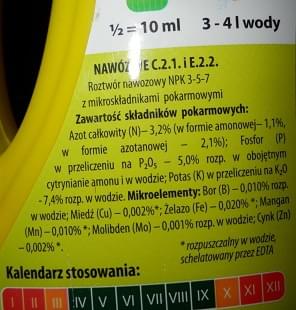 ½ = 10 ml 3 - 4 l wody
NAWÓZ WE C.2.1. i E.2.2.
Roztwór nawozowy NPK 3-5-7
z mikroskładnikami pokarmowymi
Zawartość składników pokarmowych:
Azot całkowity (N) – 3,2% (w formie amonowej – 1,1%,
w formie azotanowej – 2,1%); Fosfor (P)
w przeliczeniu na P₂O₅ – 5,0% rozp. w obojętnym
cytrynianie amonu i w wodzie; Potas (K) w przeliczeniu na K₂O
- 7,4% rozp. w wodzie. Mikroelementy: Bor (B) – 0,010% rozp.
w wodzie; Miedź (Cu) – 0,002%*; Żelazo (Fe) – 0,020% *; Mangan
(Mn) – 0,010% *; Molibden (Mo) – 0,001% rozp. w wodzie; Cynk (Zn)
– 0,002% *.
* rozpuszczalny w wodzie,
schelatowany przez EDTA
Kalendarz stosowania:
I II III IV V VI VII VIII IX X XI XII